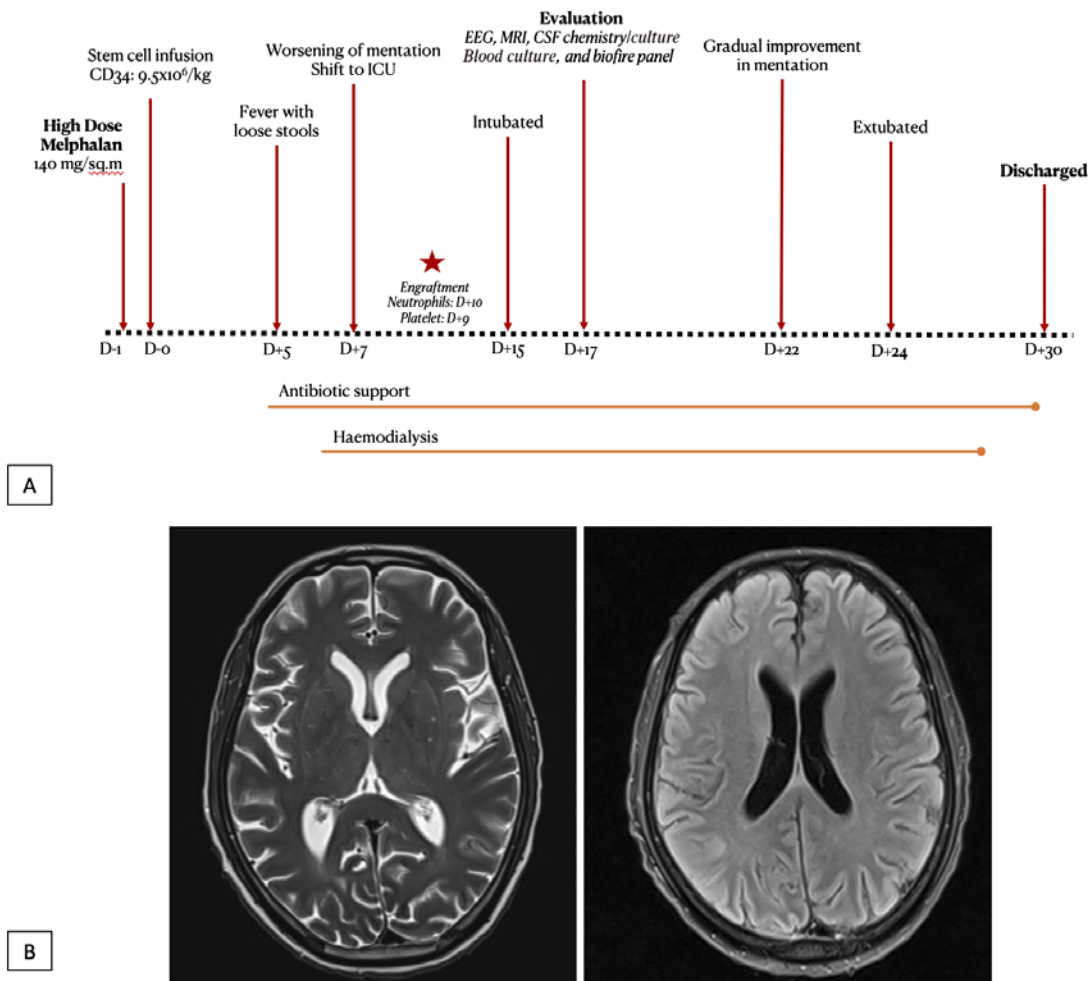 Evaluation
EEG, MRI, CSF chemistry/culture
Blood culture, and biofire panel
Stem cell infusion
CD34: 9.5x10⁶/kg
Worsening of mentation
Shift to ICU
Gradual improvement
in mentation
High Dose
Melphalan
140 mg/sq.m
Fever with
loose stools
Intubated
Extubated
Discharged
Engraftment
Neutrophils: D+10
Platelet: D+9
D-1
D-0
D+5
D+7
D+15
D+17
D+22
D+24
D+30
Antibiotic support
Haemodialysis
A
B